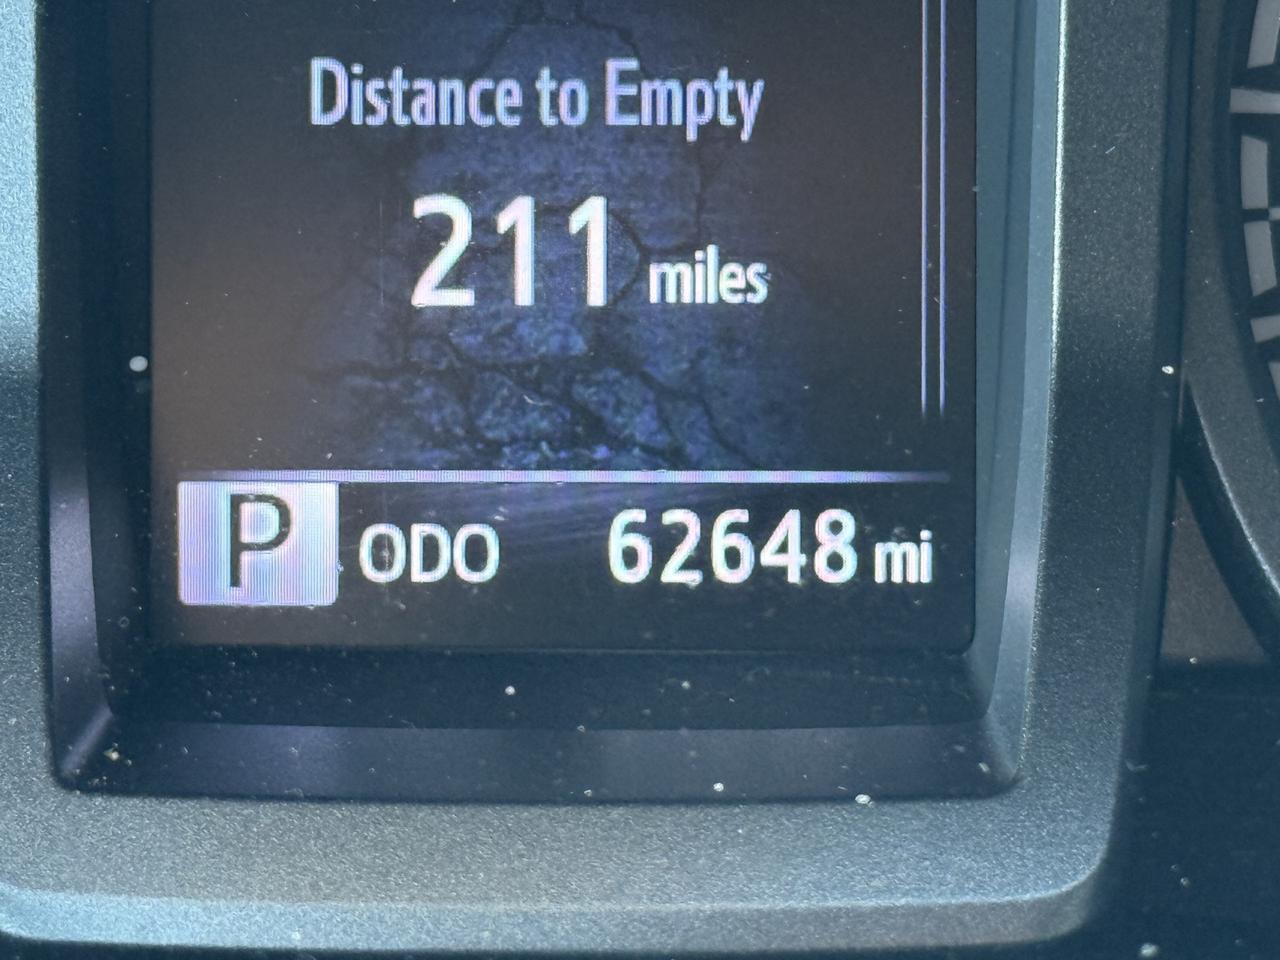 Distance to Empty
211 miles
P ODO 62648 mi